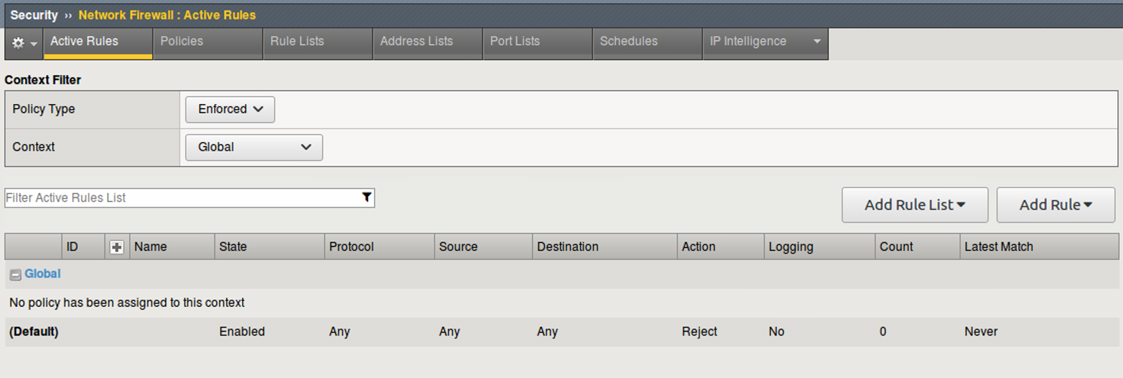 Security ›› Network Firewall : Active Rules
Active Rules Policies Rule Lists Address Lists Port Lists Schedules IP Intelligence
Context Filter
Policy Type Enforced
Context Global
Filter Active Rules List Add Rule List Add Rule
ID Name State Protocol Source Destination Action Logging Count Latest Match
Global
No policy has been assigned to this context
(Default) Enabled Any Any Any Reject No 0 Never